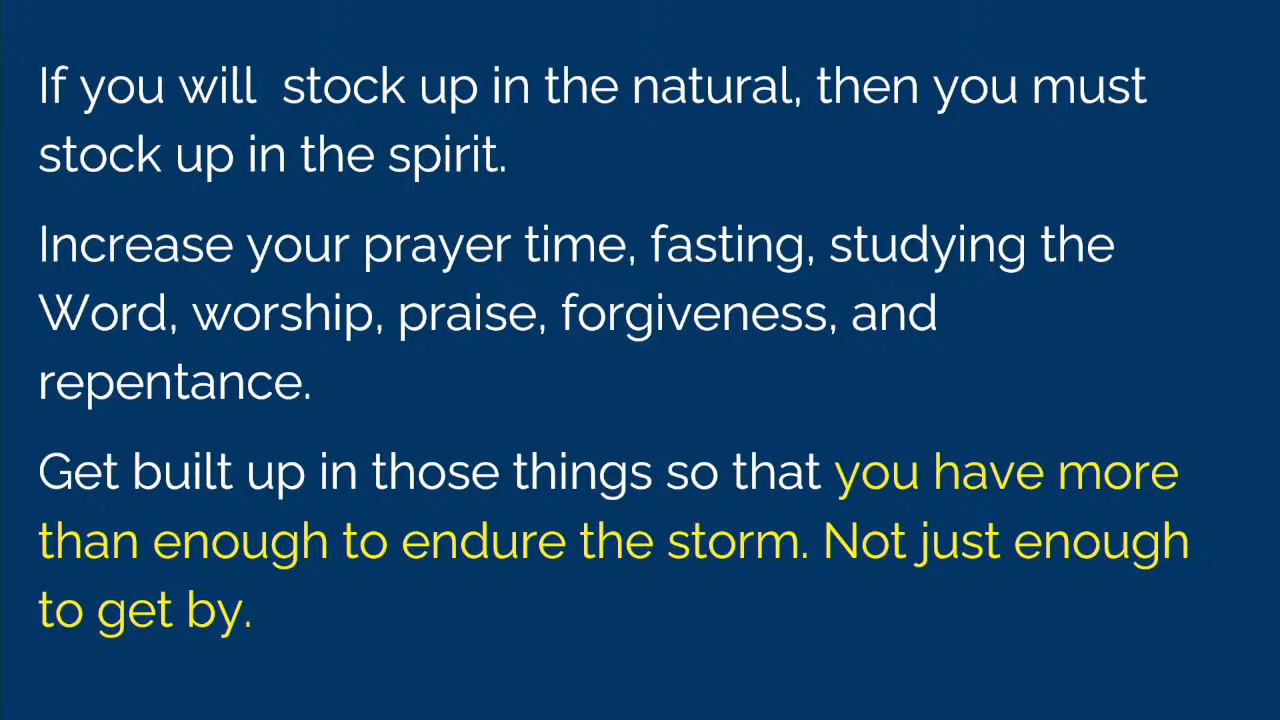 If you will  stock up in the natural, then you must
stock up in the spirit.
Increase your prayer time, fasting, studying the
Word, worship, praise, forgiveness, and
repentance.
Get built up in those things so that you have more
than enough to endure the storm. Not just enough
to get by.